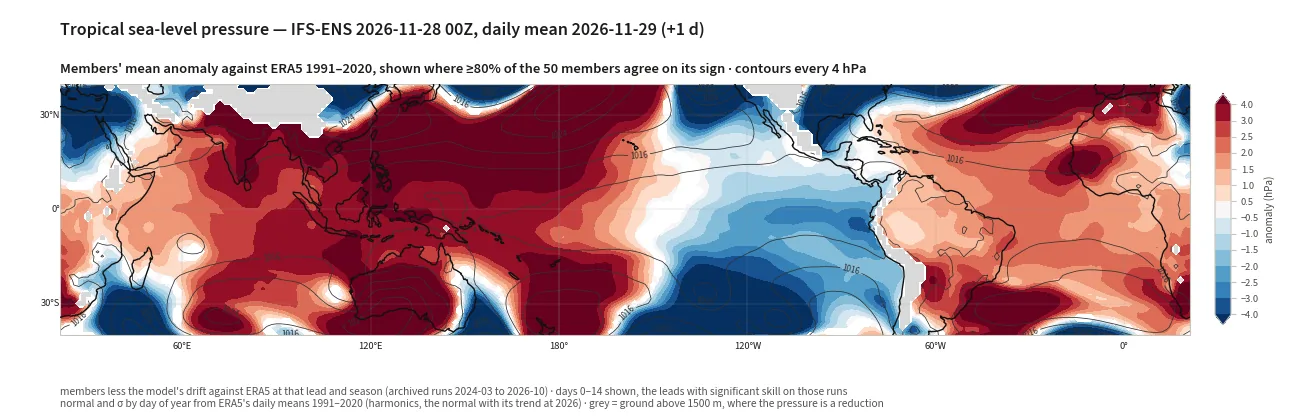 Tropical sea-level pressure — IFS-ENS 2026-11-28 00Z, daily mean 2026-11-29 (+1 d)
Members' mean anomaly against ERA5 1991–2020, shown where ≥80% of the 50 members agree on its sign · contours every 4 hPa
30°N
0°
30°S
60°E
120°E
180°
120°W
60°W
0°
1016
1024
1016
1016
1016
1016
1016
1016
1016
4.0
3.0
2.5
2.0
1.5
1.0
0.5
−0.5
−1.0
−1.5
−2.0
−2.5
−3.0
−4.0
anomaly (hPa)
members less the model's drift against ERA5 at that lead and season (archived runs 2024-03 to 2026-10) · days 0–14 shown, the leads with significant skill on those runs
normal and σ by day of year from ERA5's daily means 1991–2020 (harmonics, the normal with its trend at 2026) · grey = ground above 1500 m, where the pressure is a reduction